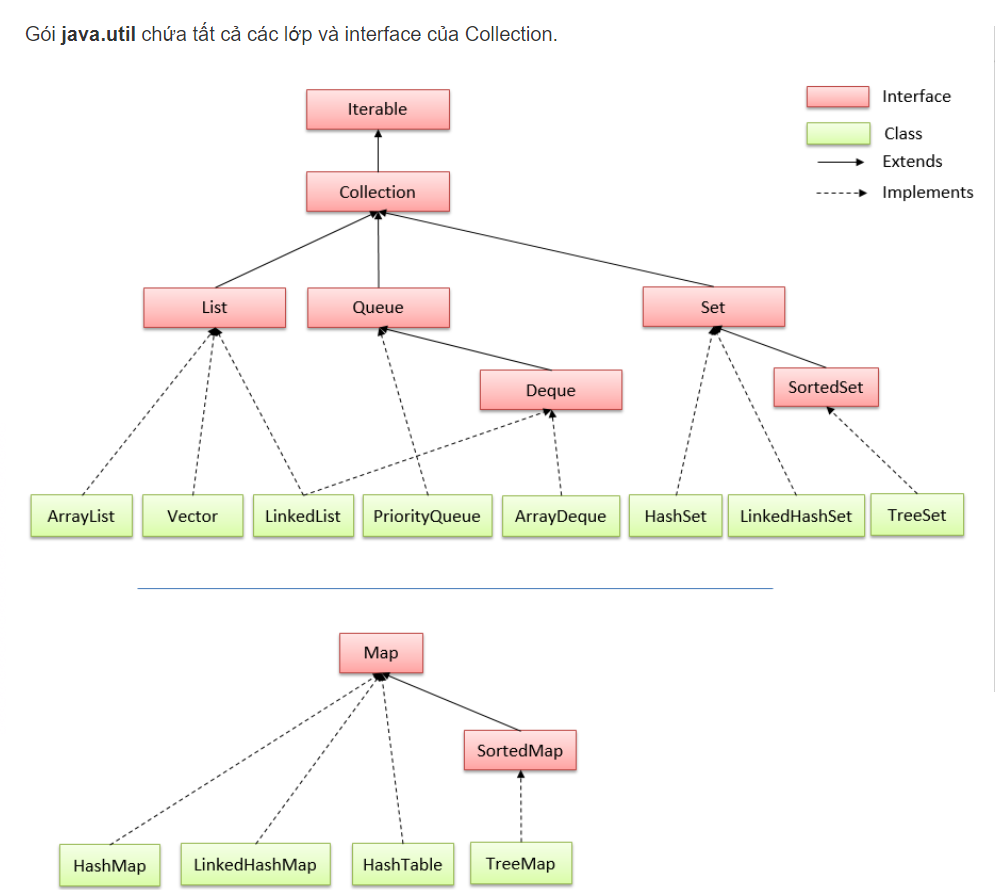 Gói java.util chứa tất cả các lớp và interface của Collection.
Iterable
Interface
Class
Extends
Implements
Collection
List
Queue
Set
Deque
SortedSet
ArrayList
Vector
LinkedList
PriorityQueue
ArrayDeque
HashSet
LinkedHashSet
TreeSet
Map
SortedMap
HashMap
LinkedHashMap
HashTable
TreeMap